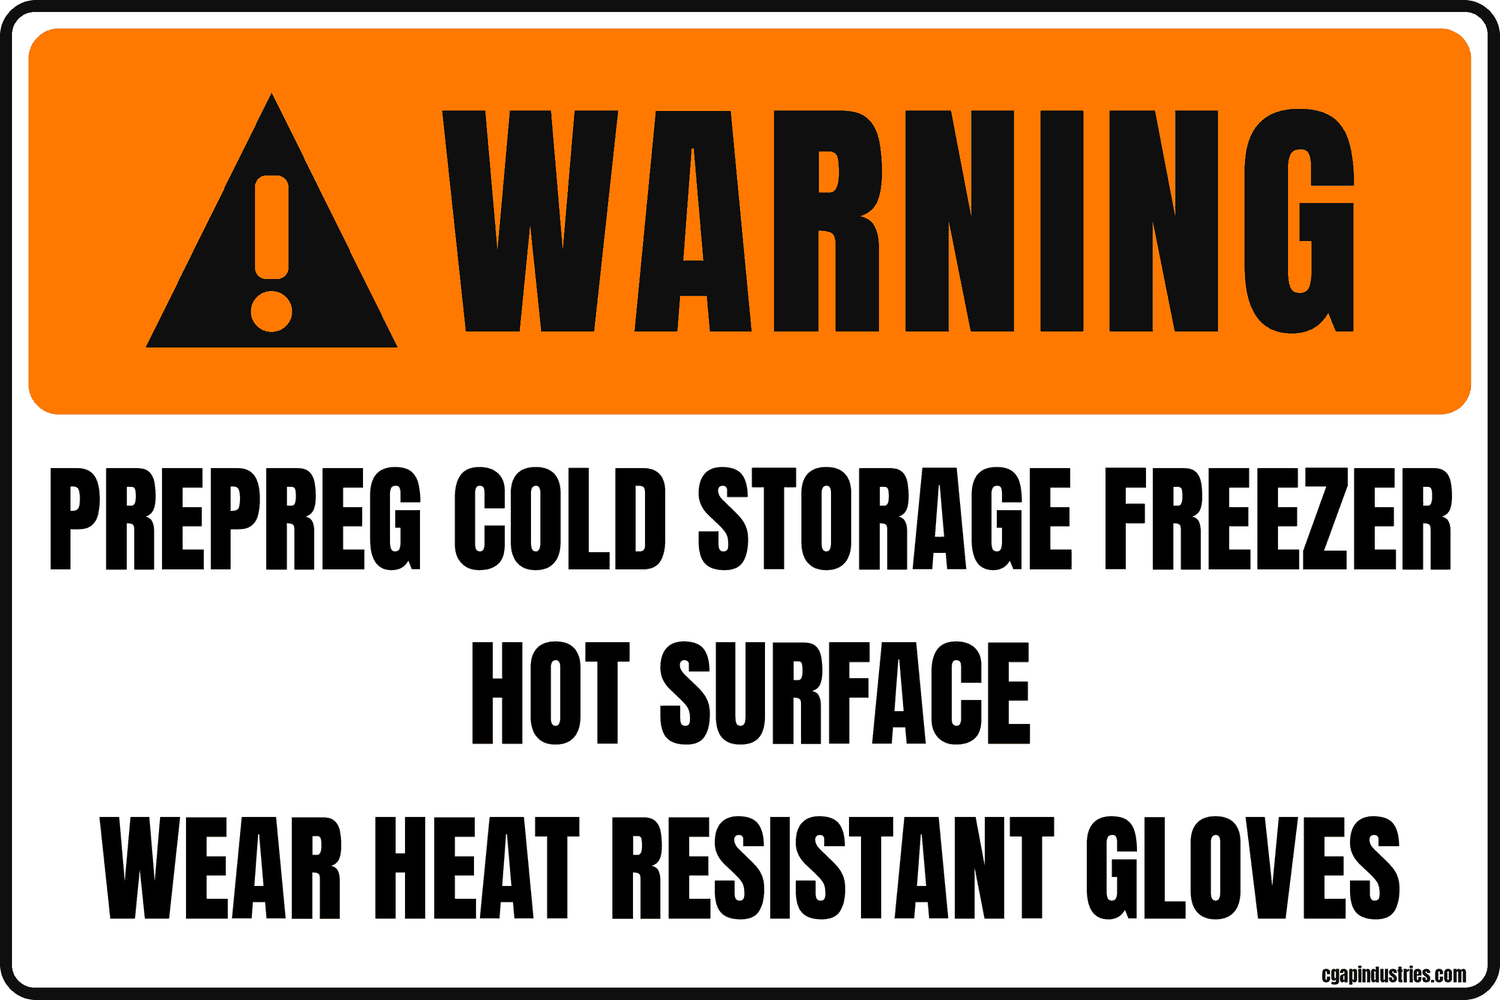 WARNING
PREPREG COLD STORAGE FREEZER
HOT SURFACE
WEAR HEAT RESISTANT GLOVES
cgapindustries.com